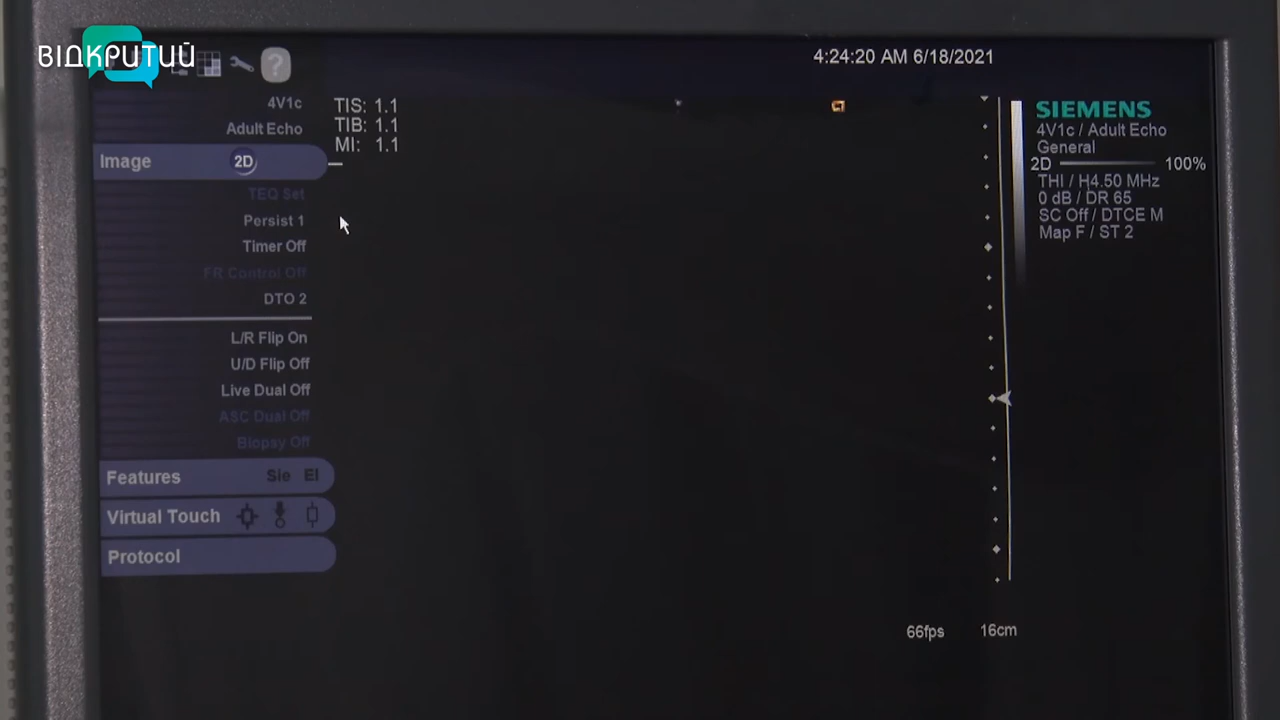 ВІДКРИТИЙ
4:24:20 AM 6/18/2021
4V1c
Adult Echo
Image 2D
TEQ Set
Persist 1
Timer Off
FR Control Off
DTO 2
L/R Flip On
U/D Flip Off
Live Dual Off
ASC Dual Off
Biopsy Off
Features Sie El
Virtual Touch
Protocol
TIS: 1.1
TIB: 1.1
MI: 1.1
SIEMENS
4V1c / Adult Echo
General
2D 100%
THI / H4.50 MHz
0 dB / DR 65
SC Off / DTCE M
Map F / ST 2
66fps 16cm